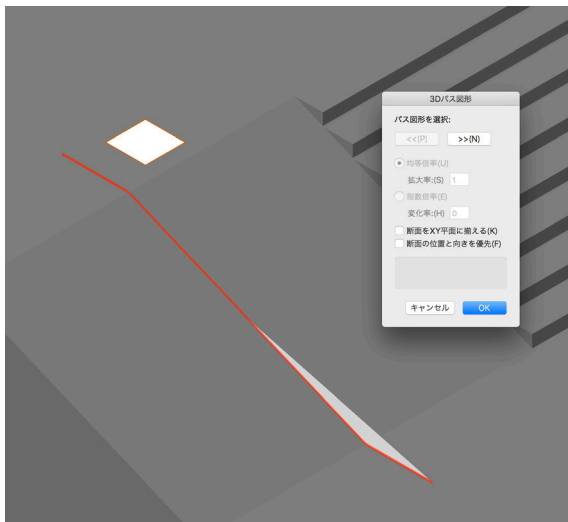 3Dパス図形
パス図形を選択:
<<(P) >>(N)
均等倍率(U)
拡大率:(S) 1
指数倍率(E)
変化率:(H) 0
断面をXY平面に揃える(K)
断面の位置と向きを優先(F)
キャンセル OK